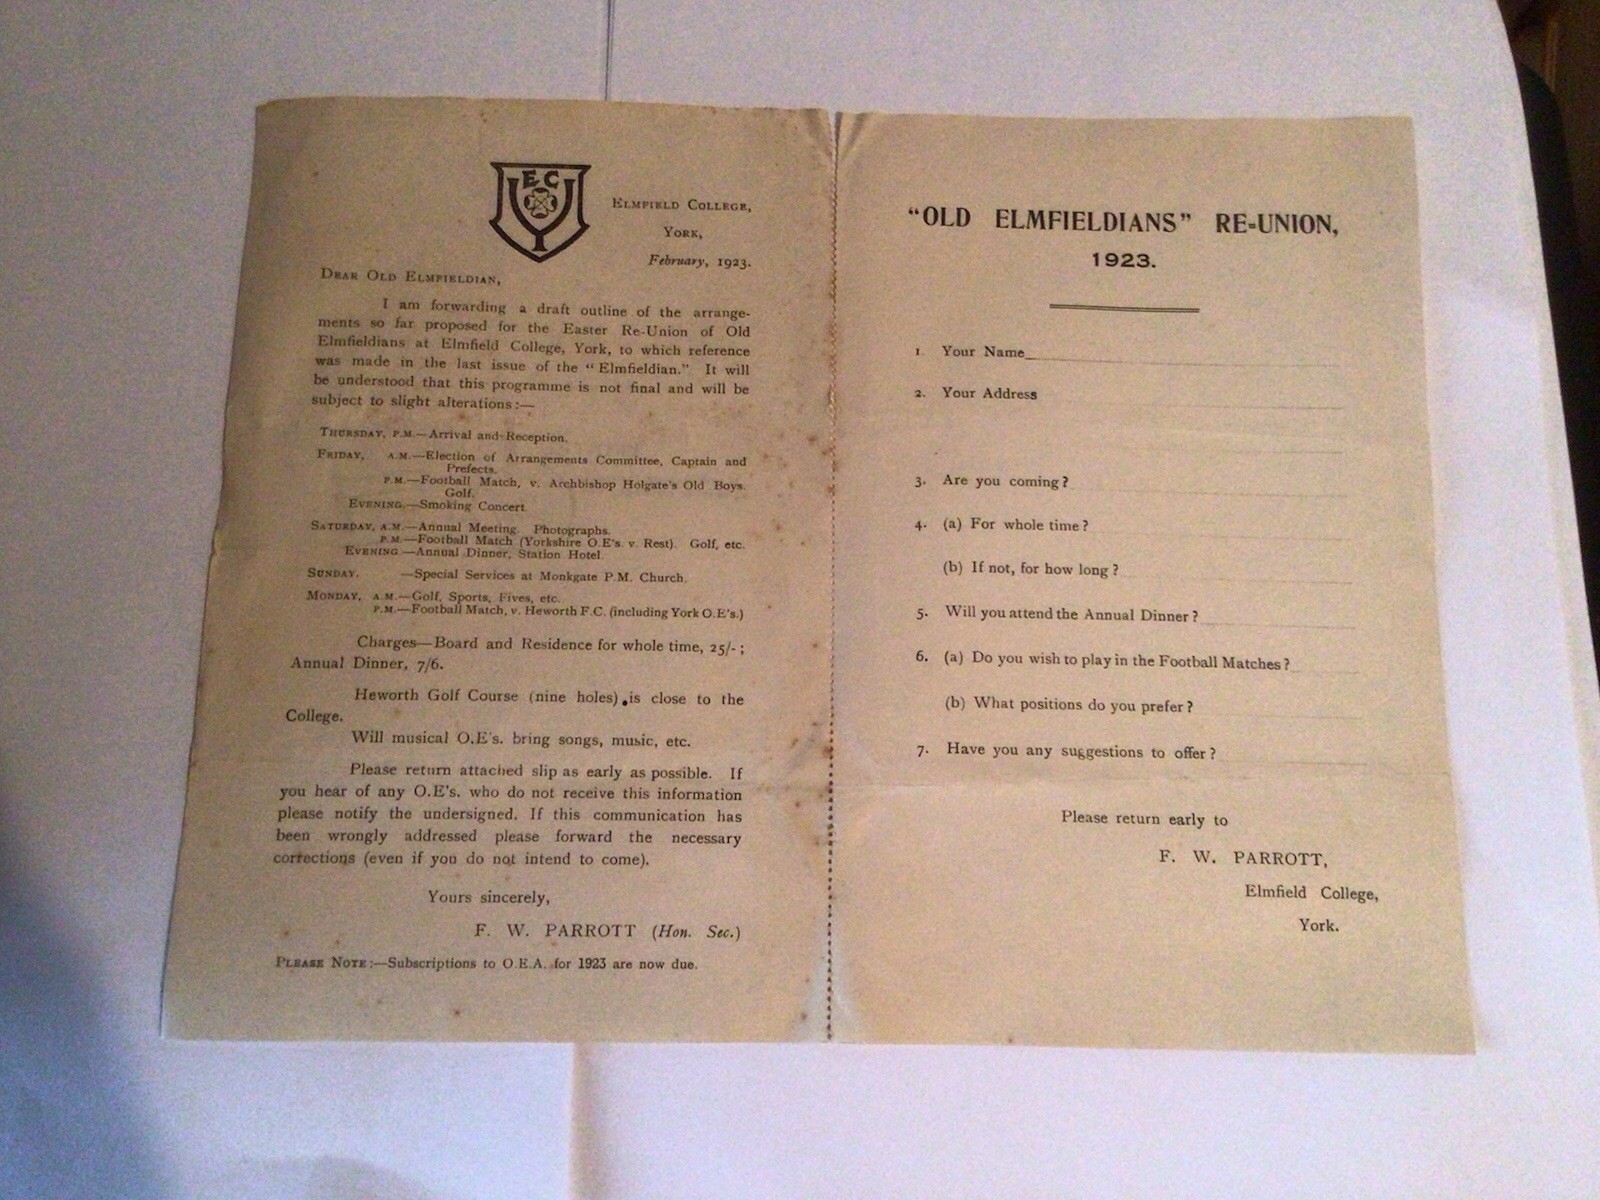 EC
ELMFIELD COLLEGE,
YORK,
February, 1923.
DEAR OLD ELMFIELDIAN,
I am forwarding a draft outline of the arrange-
ments so far proposed for the Easter Re-Union of Old
Elmfieldians at Elmfield College, York, to which reference
was made in the last issue of the "Elmfieldian." It will
be understood that this programme is not final and will be
subject to slight alterations:—
THURSDAY, P.M.—Arrival and Reception.
FRIDAY, A.M.—Election of Arrangements Committee, Captain and
Prefects.
P.M.—Football Match, v. Archbishop Holgate's Old Boys.
Golf.
EVENING.—Smoking Concert
SATURDAY, A.M.—Annual Meeting. Photographs.
P.M.—Football Match (Yorkshire O.E's. v. Rest). Golf, etc.
EVENING—Annual Dinner, Station Hotel.
SUNDAY. —Special Services at Monkgate P.M. Church.
MONDAY, A.M.—Golf, Sports, Fives, etc.
P.M.—Football Match, v. Heworth F.C. (including York O.E's.)
Charges—Board and Residence for whole time, 25/-;
Annual Dinner, 7/6.
Heworth Golf Course (nine holes) is close to the
College.
Will musical O.E's. bring songs, music, etc.
Please return attached slip as early as possible. If
you hear of any O.E's. who do not receive this information
please notify the undersigned. If this communication has
been wrongly addressed please forward the necessary
corrections (even if you do not intend to come).
Yours sincerely,
F. W. PARROTT (Hon. Sec.)
PLEASE NOTE:—Subscriptions to O.E.A. for 1923 are now due.
"OLD ELMFIELDIANS" RE-UNION,
1923.
1. Your Name
2. Your Address
3. Are you coming?
4. (a) For whole time?
(b) If not, for how long?
5. Will you attend the Annual Dinner?
6. (a) Do you wish to play in the Football Matches?
(b) What positions do you prefer?
7. Have you any suggestions to offer?
Please return early to
F. W. PARROTT,
Elmfield College,
York.